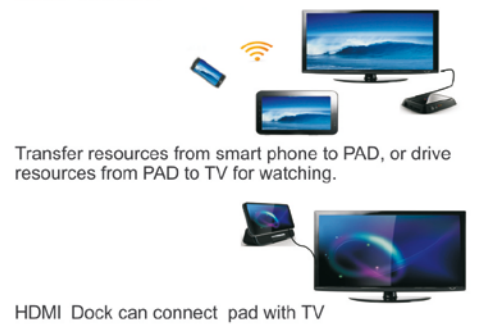 Transfer resources from smart phone to PAD, or drive
resources from PAD to TV for watching.
HDMI Dock can connect pad with TV